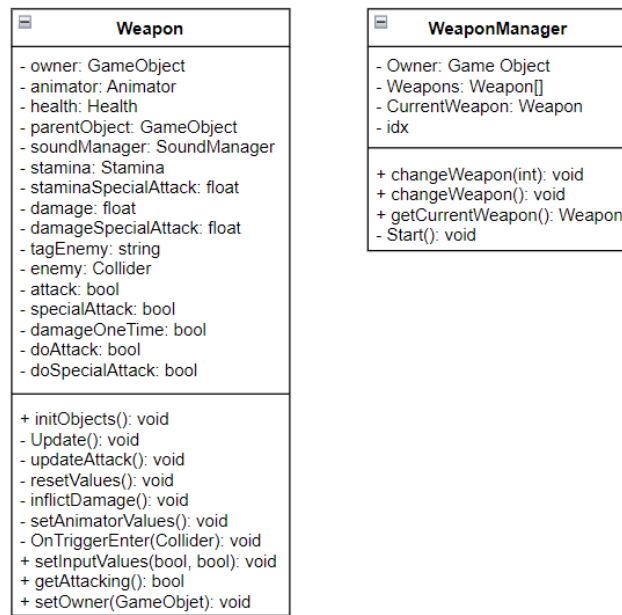 Weapon
- owner: GameObject
- animator: Animator
- health: Health
- parentObject: GameObject
- soundManager: SoundManager
- stamina: Stamina
- staminaSpecialAttack: float
- damage: float
- damageSpecialAttack: float
- tagEnemy: string
- enemy: Collider
- attack: bool
- specialAttack: bool
- damageOneTime: bool
- doAttack: bool
- doSpecialAttack: bool
+ initObjects(): void
- Update(): void
- updateAttack(): void
- resetValues(): void
- inflictDamage(): void
- setAnimatorValues(): void
- OnTriggerEnter(Collider): void
+ setInputValues(bool, bool): void
+ getAttacking(): bool
+ setOwner(GameObjet): void
WeaponManager
- Owner: Game Object
- Weapons: Weapon[]
- CurrentWeapon: Weapon
- idx
+ changeWeapon(int): void
+ changeWeapon(): void
+ getCurrentWeapon(): Weapon
- Start(): void